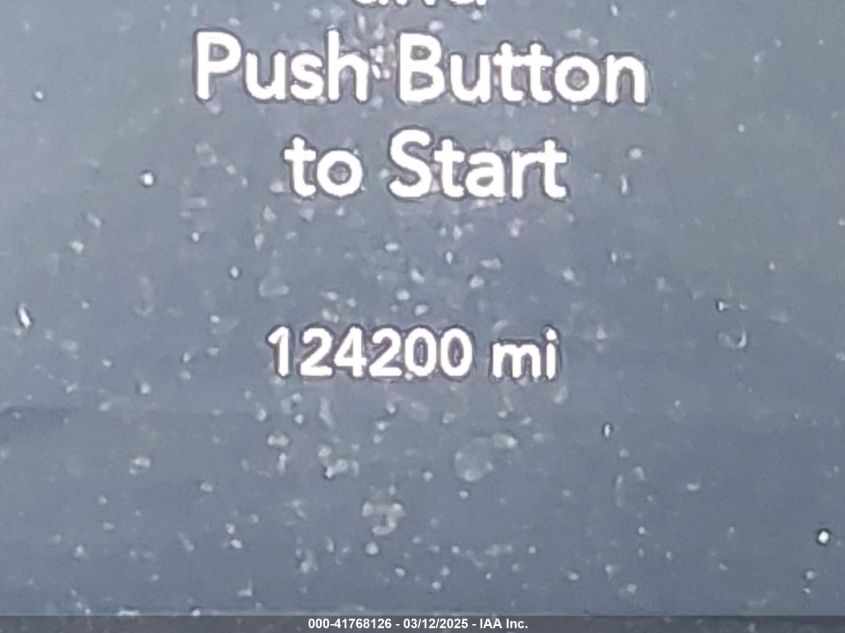 Push Button
to Start
124200 mi
000-41768126 - 03/12/2025 - IAA Inc.